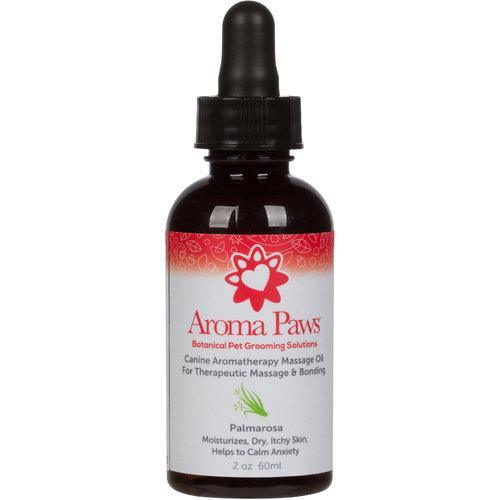 Aroma Paws
Botanical Pet Grooming Solutions
Canine Aromatherapy Massage Oil
For Therapeutic Massage & Bonding
Palmarosa
Moisturizes, Dry, Itchy Skin,
Helps to Calm Anxiety
2 oz 60ml